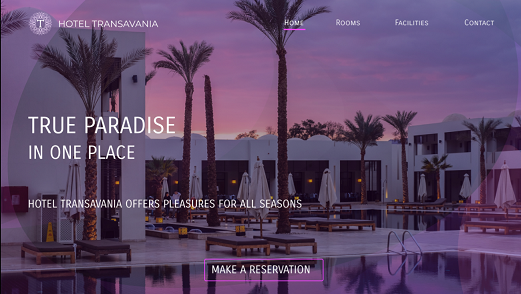 HOTEL TRANSAVANIA
Home Rooms Facilities Contact
TRUE PARADISE
IN ONE PLACE
HOTEL TRANSAVANIA OFFERS PLEASURES FOR ALL SEASONS
MAKE A RESERVATION